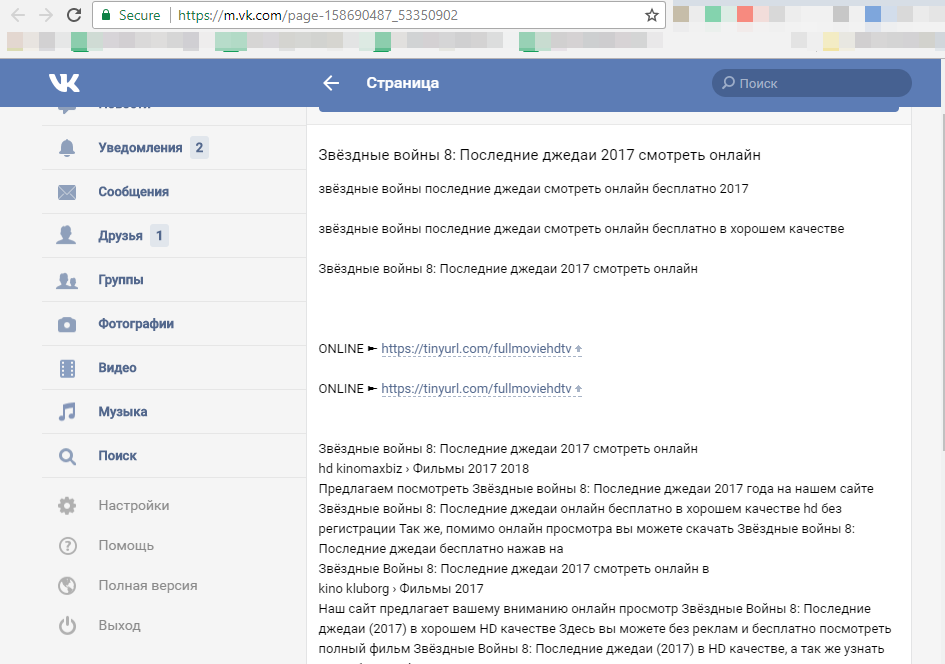 Secure
https://m.vk.com/page-158690487_53350902
Страница
Поиск
Уведомления 2
Сообщения
Друзья 1
Группы
Фотографии
Видео
Музыка
Поиск
Настройки
Помощь
Полная версия
Выход
Звёздные войны 8: Последние джедаи 2017 смотреть онлайн
звёздные войны последние джедаи смотреть онлайн бесплатно 2017
звёздные войны последние джедаи смотреть онлайн бесплатно в хорошем качестве
Звёздные войны 8: Последние джедаи 2017 смотреть онлайн
ONLINE ► https://tinyurl.com/fullmoviehdtv
ONLINE ► https://tinyurl.com/fullmoviehdtv
Звёздные войны 8: Последние джедаи 2017 смотреть онлайн
hd kinomaxbiz › Фильмы 2017 2018
Предлагаем посмотреть Звёздные войны 8: Последние джедаи 2017 года на нашем сайте
Звёздные войны 8: Последние джедаи онлайн бесплатно в хорошем качестве hd без
регистрации Так же, помимо онлайн просмотра вы можете скачать Звёздные войны 8:
Последние джедаи бесплатно нажав на
Звёздные Войны 8: Последние джедаи 2017 смотреть онлайн в
kino kluborg › Фильмы 2017
Наш сайт предлагает вашему вниманию онлайн просмотр Звёздные Войны 8: Последние
джедаи (2017) в хорошем HD качестве Здесь вы можете без реклам и бесплатно посмотреть
полный фильм Звёздные Войны 8: Последние джедаи (2017) в HD качестве, а так же узнать